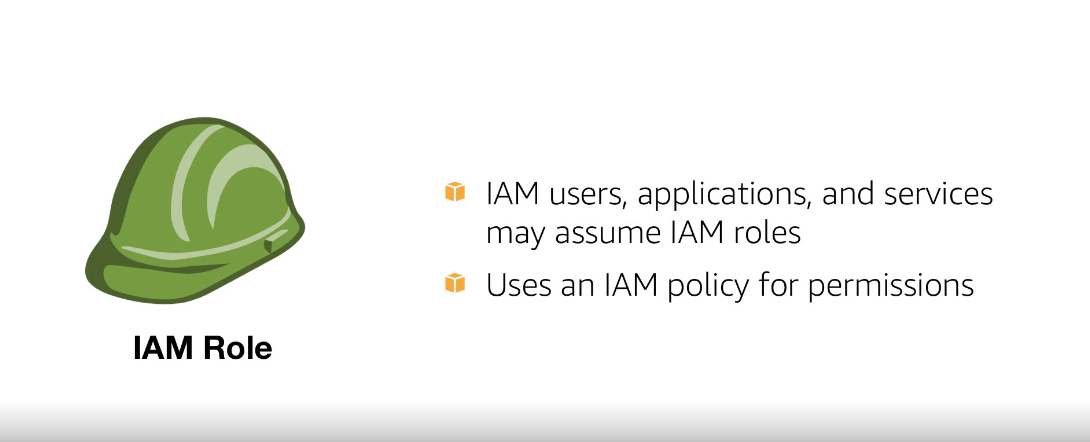 IAM users, applications, and services
may assume IAM roles
Uses an IAM policy for permissions
IAM Role